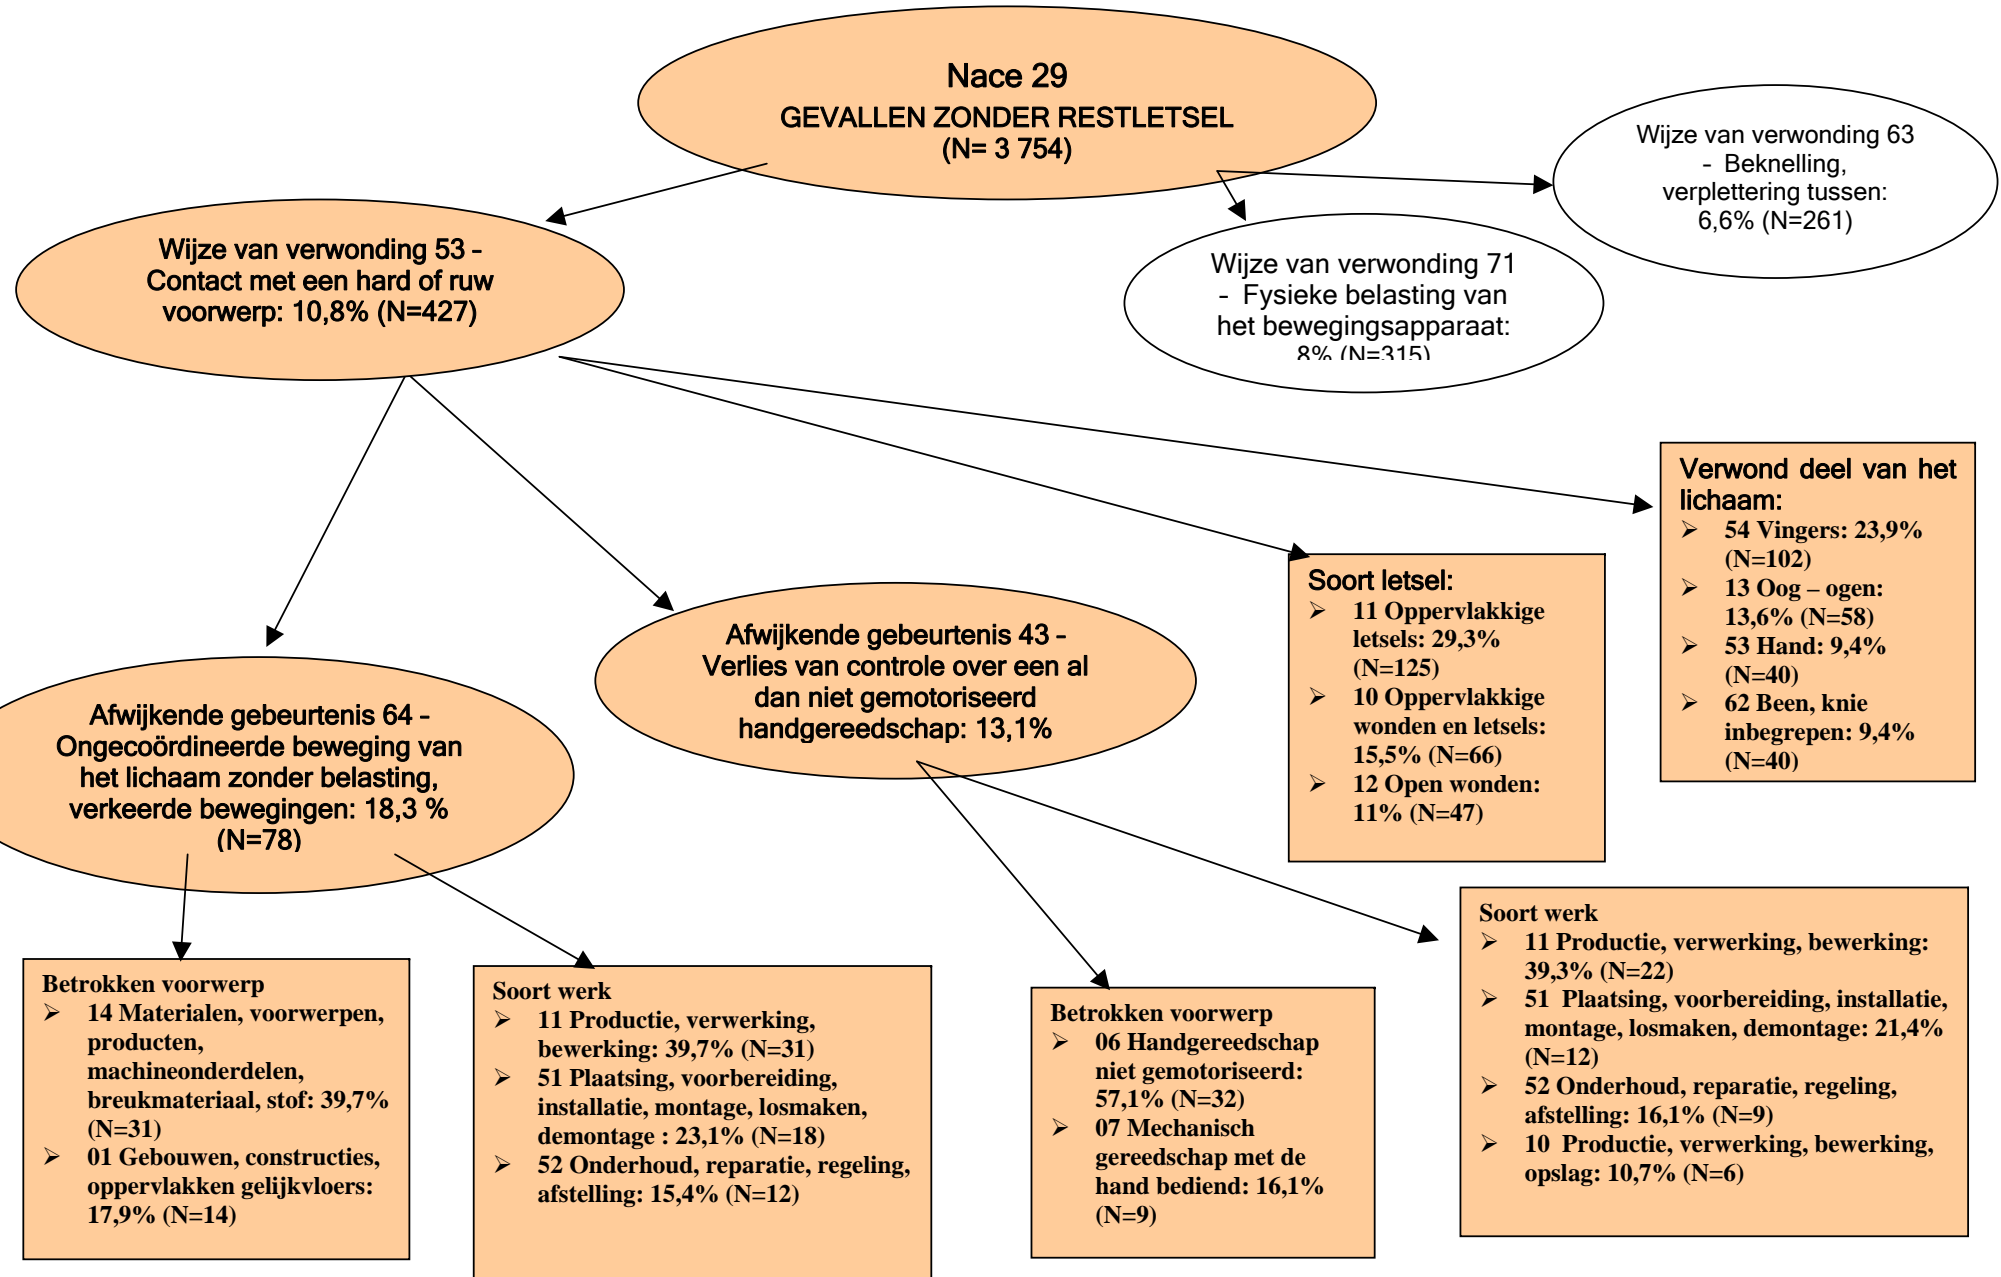 Nace 29
GEVALLEN ZONDER RESTLETSEL
(N= 3 754)
Wijze van verwonding 63
- Beknelling,
verplettering tussen:
6,6% (N=261)
Wijze van verwonding 53 -
Contact met een hard of ruw
voorwerp: 10,8% (N=427)
Wijze van verwonding 71
- Fysieke belasting van
het bewegingsapparaat:
8% (N=315)
Verwond deel van het
lichaam:
➢ 54 Vingers: 23,9%
(N=102)
➢ 13 Oog – ogen:
13,6% (N=58)
➢ 53 Hand: 9,4%
(N=40)
➢ 62 Been, knie
inbegrepen: 9,4%
(N=40)
Soort letsel:
➢ 11 Oppervlakkige
letsels: 29,3%
(N=125)
➢ 10 Oppervlakkige
wonden en letsels:
15,5% (N=66)
➢ 12 Open wonden:
11% (N=47)
Afwijkende gebeurtenis 43 -
Verlies van controle over een al
dan niet gemotoriseerd
handgereedschap: 13,1%
Afwijkende gebeurtenis 64 -
Ongecoördineerde beweging van
het lichaam zonder belasting,
verkeerde bewegingen: 18,3 %
(N=78)
Betrokken voorwerp
➢ 14 Materialen, voorwerpen,
producten,
machineonderdelen,
breukmateriaal, stof: 39,7%
(N=31)
➢ 01 Gebouwen, constructies,
oppervlakken gelijkvloers:
17,9% (N=14)
Soort werk
➢ 11 Productie, verwerking,
bewerking: 39,7% (N=31)
➢ 51 Plaatsing, voorbereiding,
installatie, montage, losmaken,
demontage : 23,1% (N=18)
➢ 52 Onderhoud, reparatie, regeling,
afstelling: 15,4% (N=12)
Betrokken voorwerp
➢ 06 Handgereedschap
niet gemotoriseerd:
57,1% (N=32)
➢ 07 Mechanisch
gereedschap met de
hand bediend: 16,1%
(N=9)
Soort werk
➢ 11 Productie, verwerking, bewerking:
39,3% (N=22)
➢ 51 Plaatsing, voorbereiding, installatie,
montage, losmaken, demontage: 21,4%
(N=12)
➢ 52 Onderhoud, reparatie, regeling,
afstelling: 16,1% (N=9)
➢ 10 Productie, verwerking, bewerking,
opslag: 10,7% (N=6)